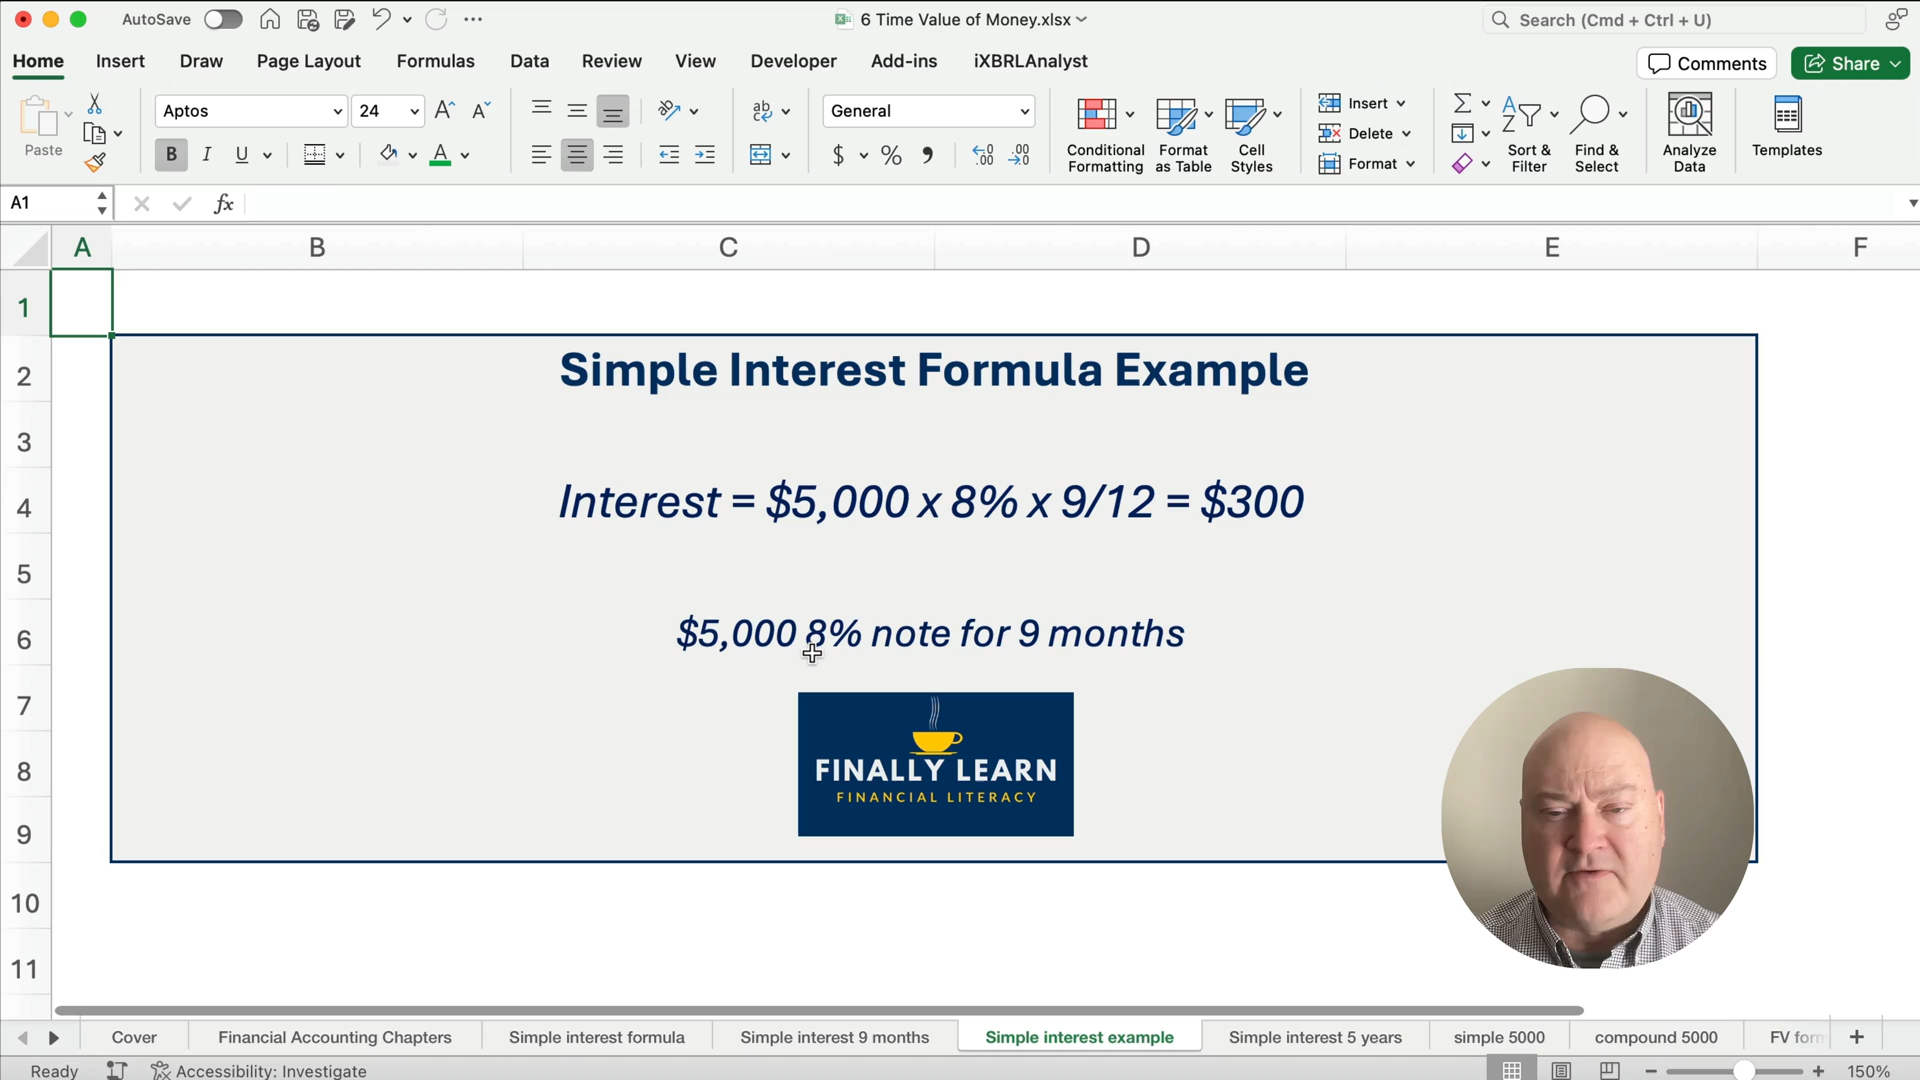 AutoSave
6 Time Value of Money.xlsx
Search (Cmd + Ctrl + U)
Home Insert Draw Page Layout Formulas Data Review View Developer Add-ins iXBRLAnalyst
Comments
Share
Paste
Aptos
24
B I U
A
ab
c
General
$ %
Conditional Formatting
Format as Table
Cell Styles
Insert
Delete
Format
Sort & Filter
Find & Select
Analyze Data
Templates
A1
fx
A B C D E F
1
2
3
4
5
6
7
8
9
10
11
Simple Interest Formula Example
Interest = $5,000 x 8% x 9/12 = $300
$5,000 8% note for 9 months
FINALLY LEARN
FINANCIAL LITERACY
Cover
Financial Accounting Chapters
Simple interest formula
Simple interest 9 months
Simple interest example
Simple interest 5 years
simple 5000
compound 5000
FV
Ready
Accessibility: Investigate
150%